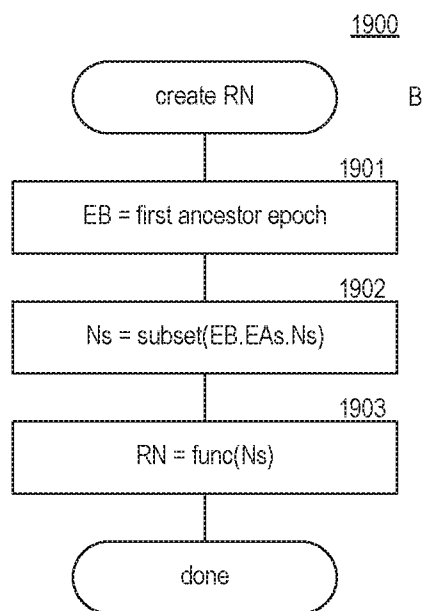 1900
create RN
B
1901
EB = first ancestor epoch
1902
Ns = subset(EB.EAs.Ns)
1903
RN = func(Ns)
done